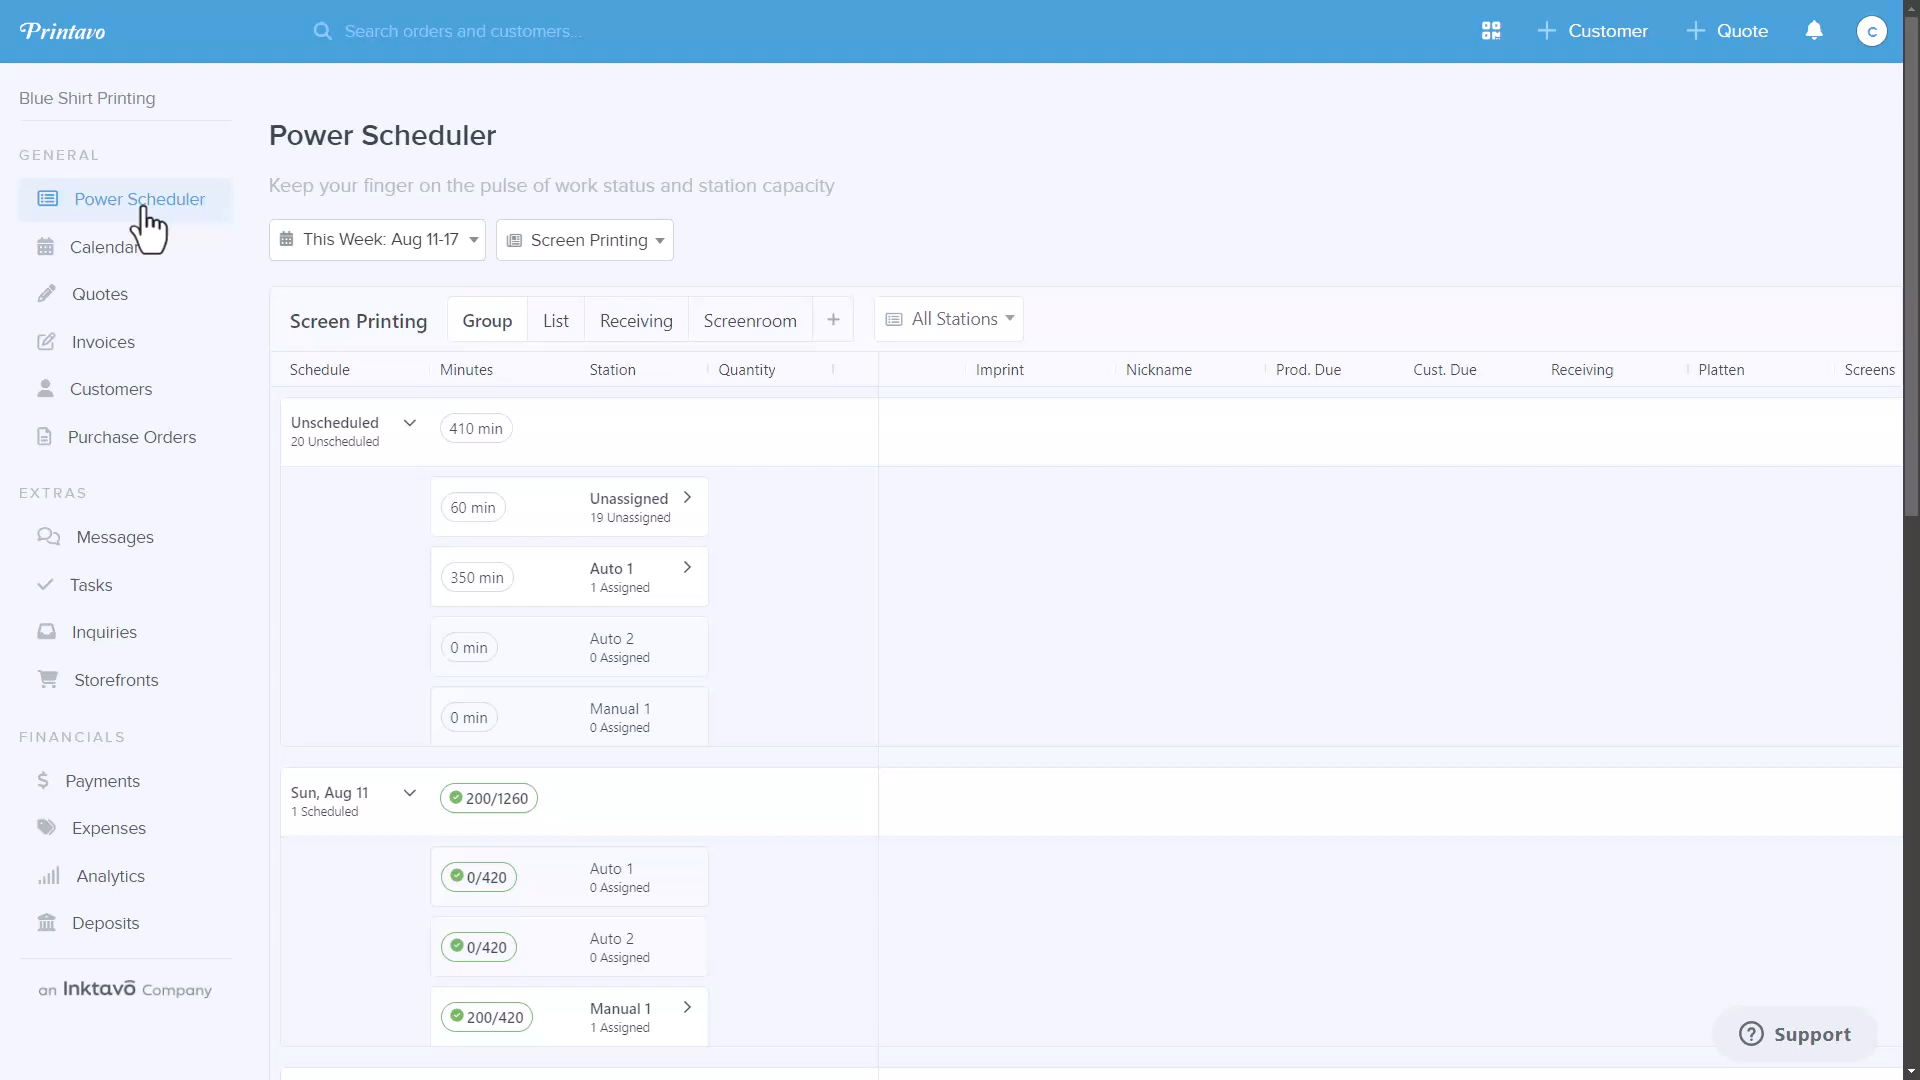 Printavo
Search orders and customers...
Customer
Quote
C
Blue Shirt Printing
GENERAL
Power Scheduler
Calendar
Quotes
Invoices
Customers
Purchase Orders
EXTRAS
Messages
Tasks
Inquiries
Storefronts
FINANCIALS
Payments
Expenses
Analytics
Deposits
an Inktavo Company
Power Scheduler
Keep your finger on the pulse of work status and station capacity
This Week: Aug 11-17
Screen Printing
Screen Printing
Group
List
Receiving
Screenroom
+
All Stations
Schedule
Minutes
Station
Quantity
Imprint
Nickname
Prod. Due
Cust. Due
Receiving
Platten
Screens
Unscheduled
20 Unscheduled
410 min
60 min
Unassigned
19 Unassigned
350 min
Auto 1
1 Assigned
0 min
Auto 2
0 Assigned
0 min
Manual 1
0 Assigned
Sun, Aug 11
1 Scheduled
200/1260
0/420
Auto 1
0 Assigned
0/420
Auto 2
0 Assigned
200/420
Manual 1
1 Assigned
Support